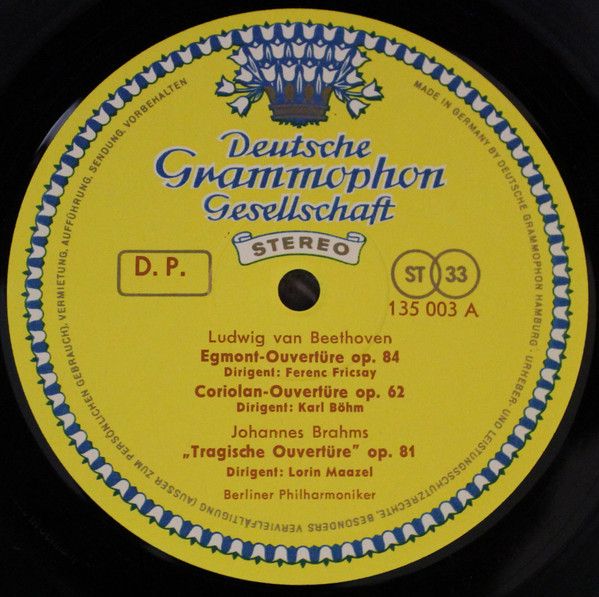 Deutsche
Grammophon
Gesellschaft
STEREO
D. P.
ST 33
135 003 A
Ludwig van Beethoven
Egmont-Ouvertüre op. 84
Dirigent: Ferenc Fricsay
Coriolan-Ouvertüre op. 62
Dirigent: Karl Böhm
Johannes Brahms
„Tragische Ouvertüre” op. 81
Dirigent: Lorin Maazel
Berliner Philharmoniker
MADE IN GERMANY BY DEUTSCHE GRAMMOPHON HAMBURG · URHEBER- UND LEISTUNGSSCHUTZRECHTE, BESONDERS VERVIELFÄLTIGUNG (AUSSER ZUM PERSÖNLICHEN GEBRAUCH), VERMIETUNG, AUFFÜHRUNG, SENDUNG, VORBEHALTEN